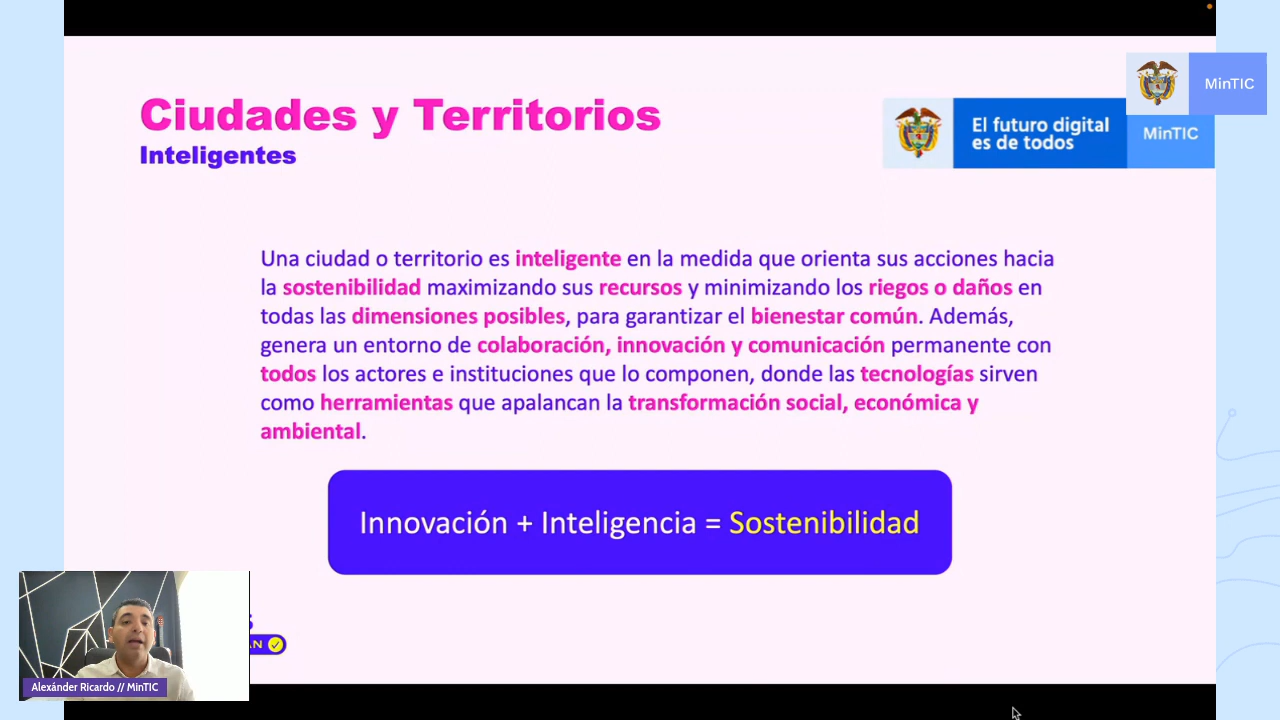 Ciudades y Territorios
Inteligentes
El futuro digital
es de todos
MinTIC
MinTIC
Una ciudad o territorio es inteligente en la medida que orienta sus acciones hacia
la sostenibilidad maximizando sus recursos y minimizando los riegos o daños en
todas las dimensiones posibles, para garantizar el bienestar común. Además,
genera un entorno de colaboración, innovación y comunicación permanente con
todos los actores e instituciones que lo componen, donde las tecnologías sirven
como herramientas que apalancan la transformación social, económica y
ambiental.
Innovación + Inteligencia = Sostenibilidad
Alexánder Ricardo // MinTIC